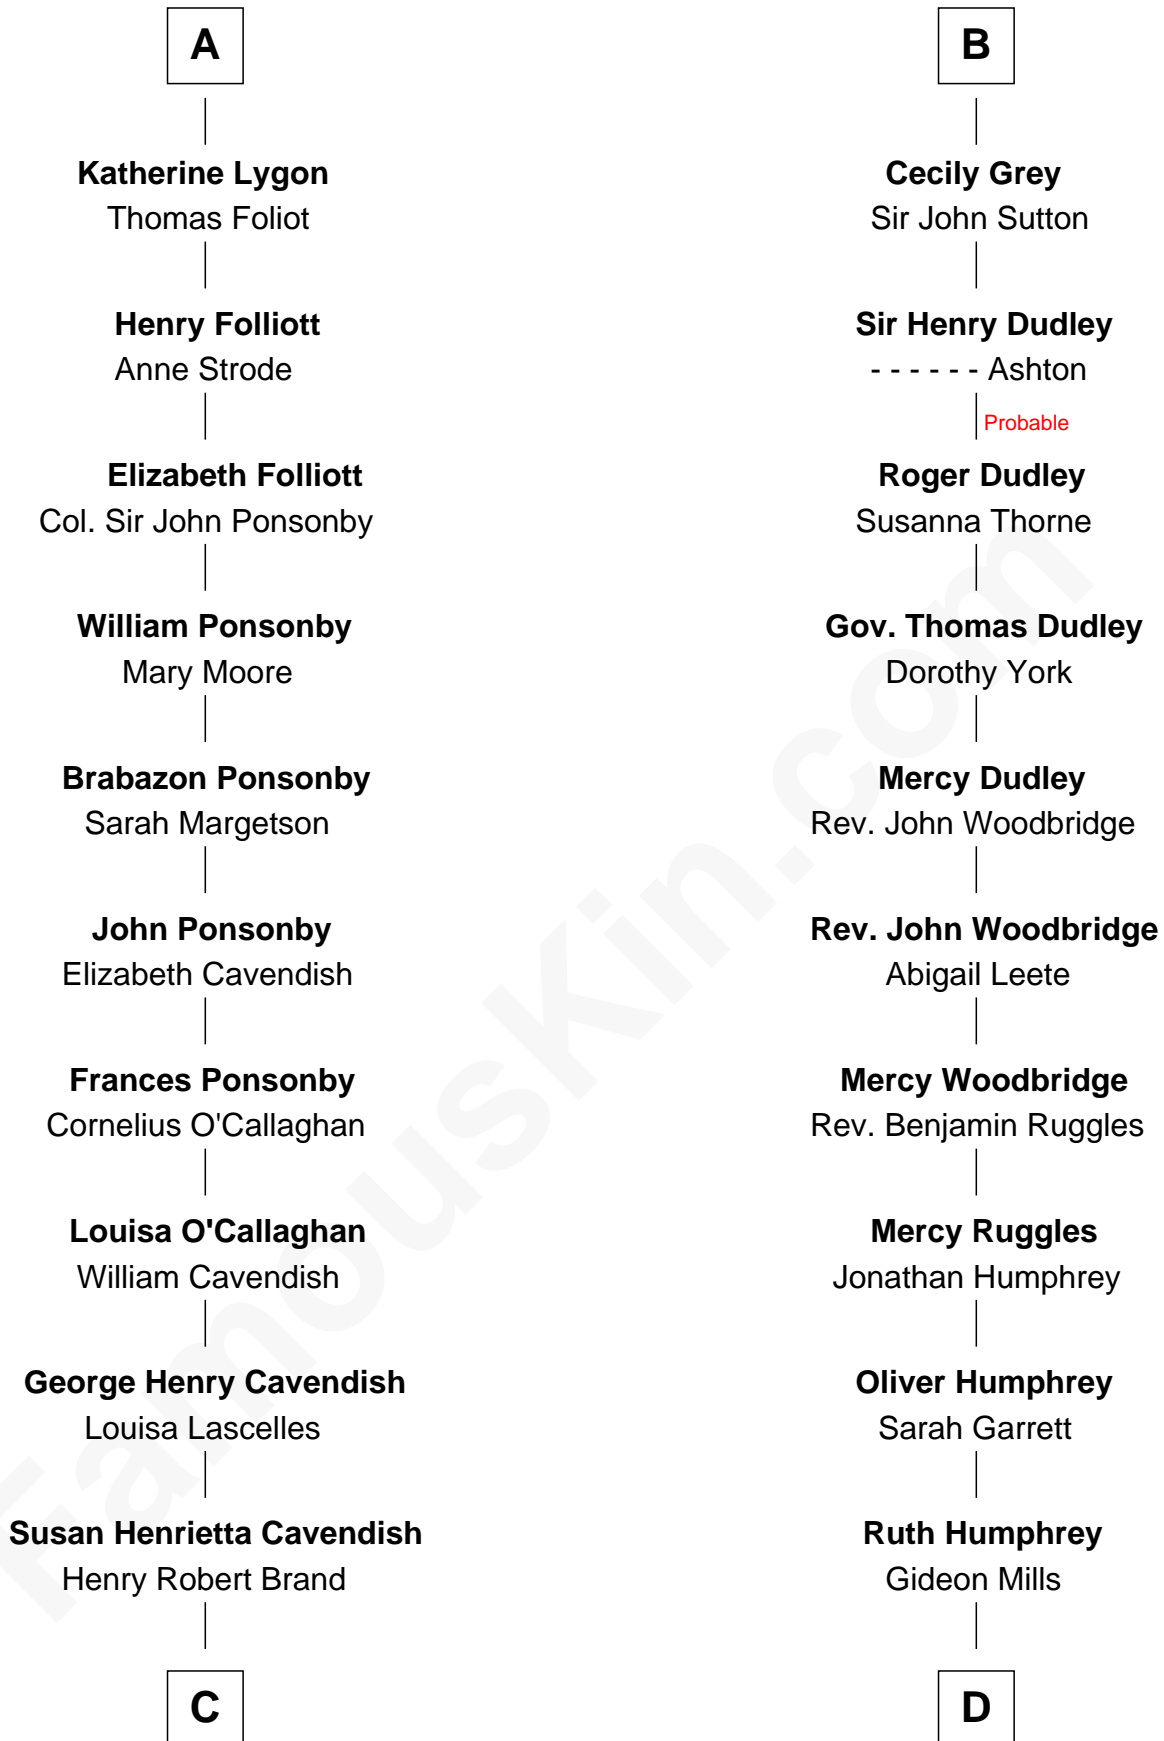 A
Katherine Lygon
Thomas Foliot
Henry Folliott
Anne Strode
Elizabeth Folliott
Col. Sir John Ponsonby
William Ponsonby
Mary Moore
Brabazon Ponsonby
Sarah Margetson
John Ponsonby
Elizabeth Cavendish
Frances Ponsonby
Cornelius O'Callaghan
Louisa O'Callaghan
William Cavendish
George Henry Cavendish
Louisa Lascelles
Susan Henrietta Cavendish
Henry Robert Brand
C
B
Cecily Grey
Sir John Sutton
Sir Henry Dudley
- - - - - - Ashton
Probable
Roger Dudley
Susanna Thorne
Gov. Thomas Dudley
Dorothy York
Mercy Dudley
Rev. John Woodbridge
Rev. John Woodbridge
Abigail Leete
Mercy Woodbridge
Rev. Benjamin Ruggles
Mercy Ruggles
Jonathan Humphrey
Oliver Humphrey
Sarah Garrett
Ruth Humphrey
Gideon Mills
D
FamousKin.com